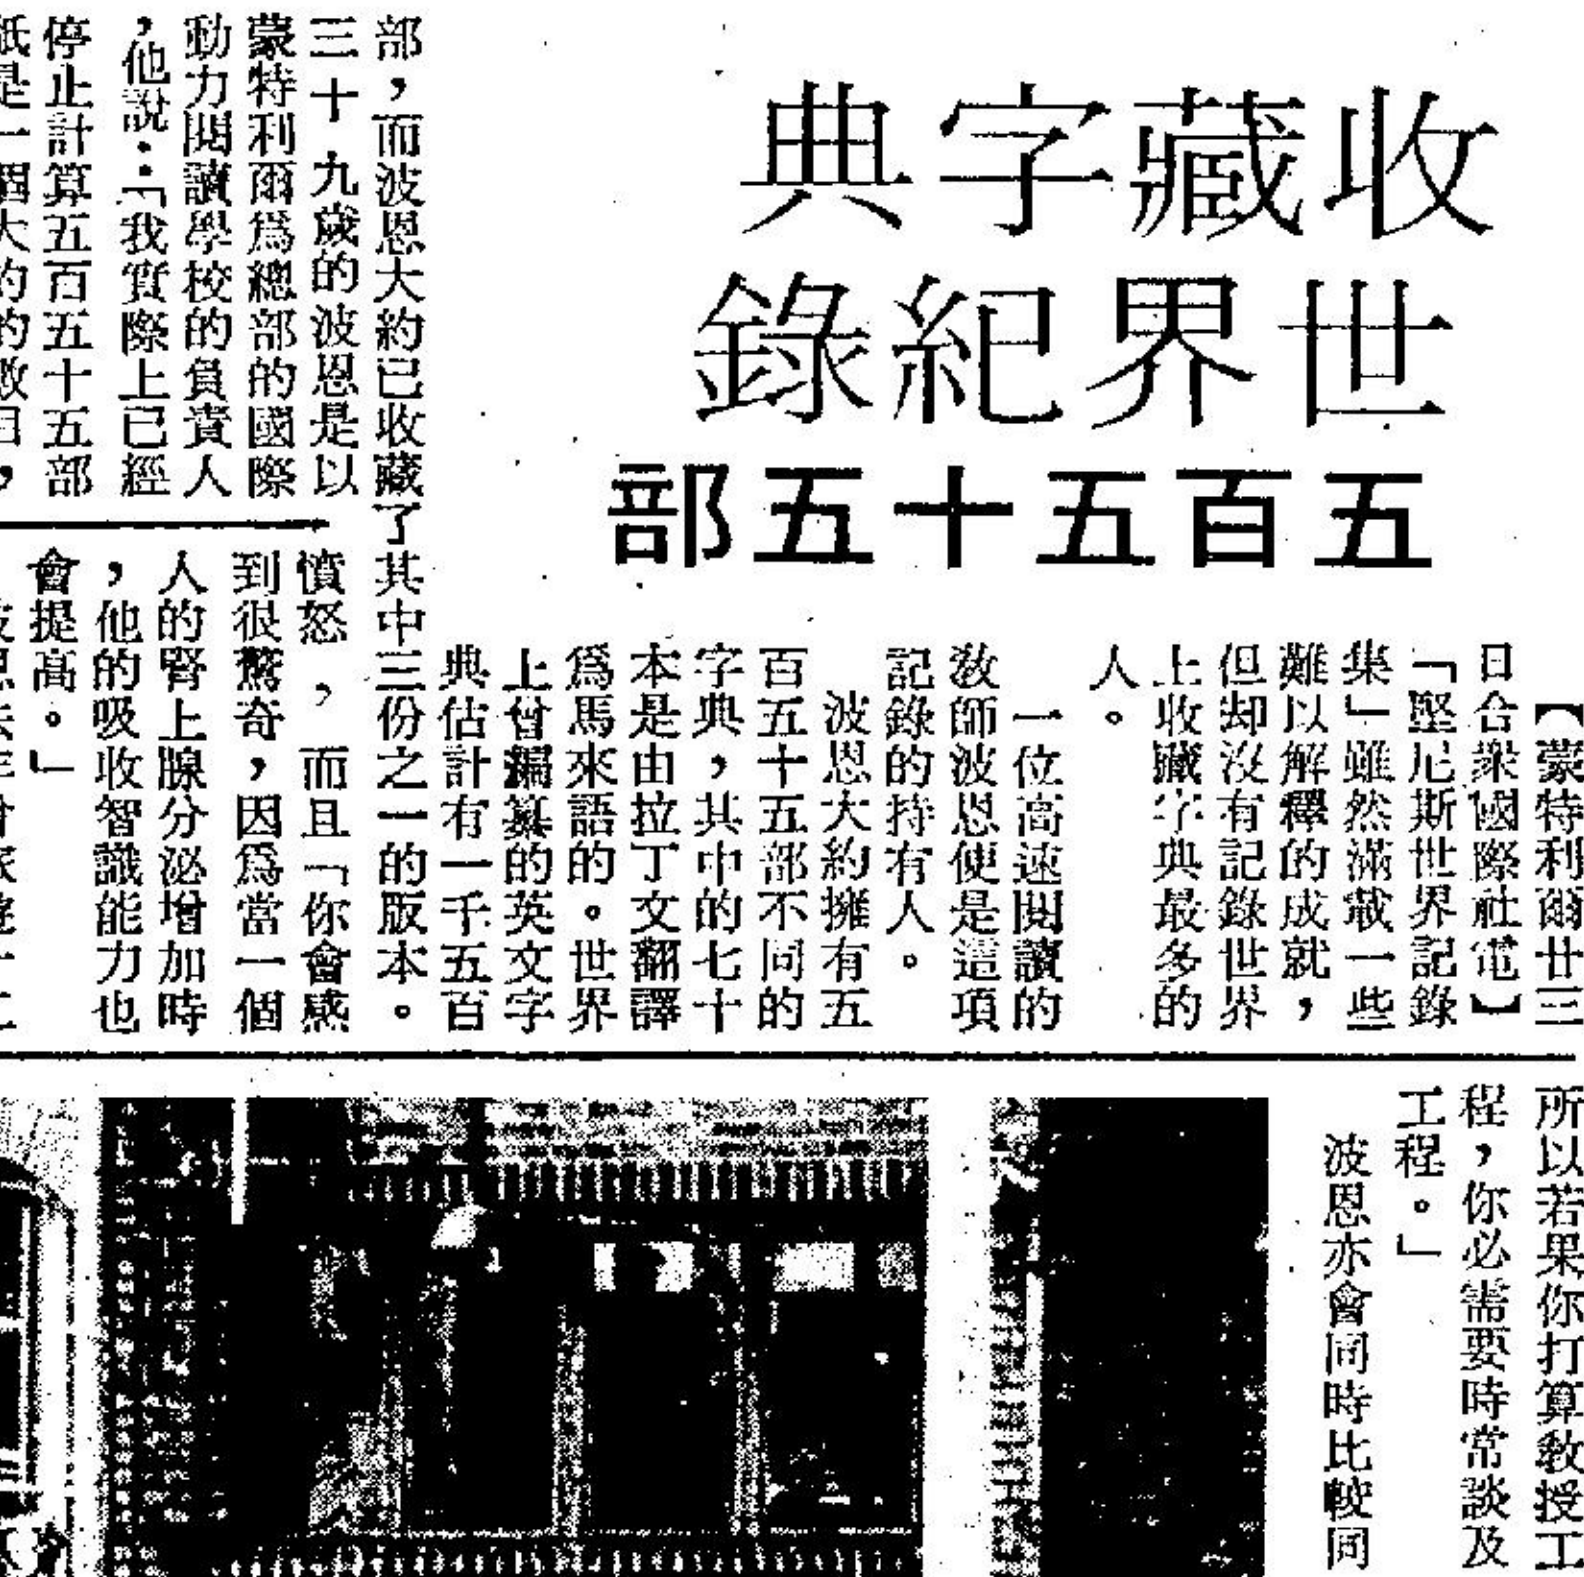 收藏字典
世界紀錄
五百五十五部
【蒙特利爾廿三
日合衆國際社電】
「堅尼斯世界記錄
集」雖然滿載一些
難以解釋的成就，
但却沒有記錄世界
上收藏字典最多的
人。
一位高速閱讀的
敎師波恩便是這項
記錄的持有人。
波恩大約擁有五
百五十五部不同的
字典，其中的七十
本是由拉丁文翻譯
爲馬來語的。世界
上曾編纂的英文字
典估計有一千五百
部，而波恩大約已收藏了其中三份之一的版本。
三十九歲的波恩是以
蒙特利爾爲總部的國際
動力閱讀學校的負責人
，他說：「我實際上已經
停止計算五百五十五部
祇是一個大約的數目，
憤怒，而且「你會感
到很驚奇，因爲當一個
人的腎上腺分泌增加時
，他的吸收智識能力也
會提高。」
所以若果你打算敎授工
程，你必需要時常談及
工程。」
波恩亦會同時比較同